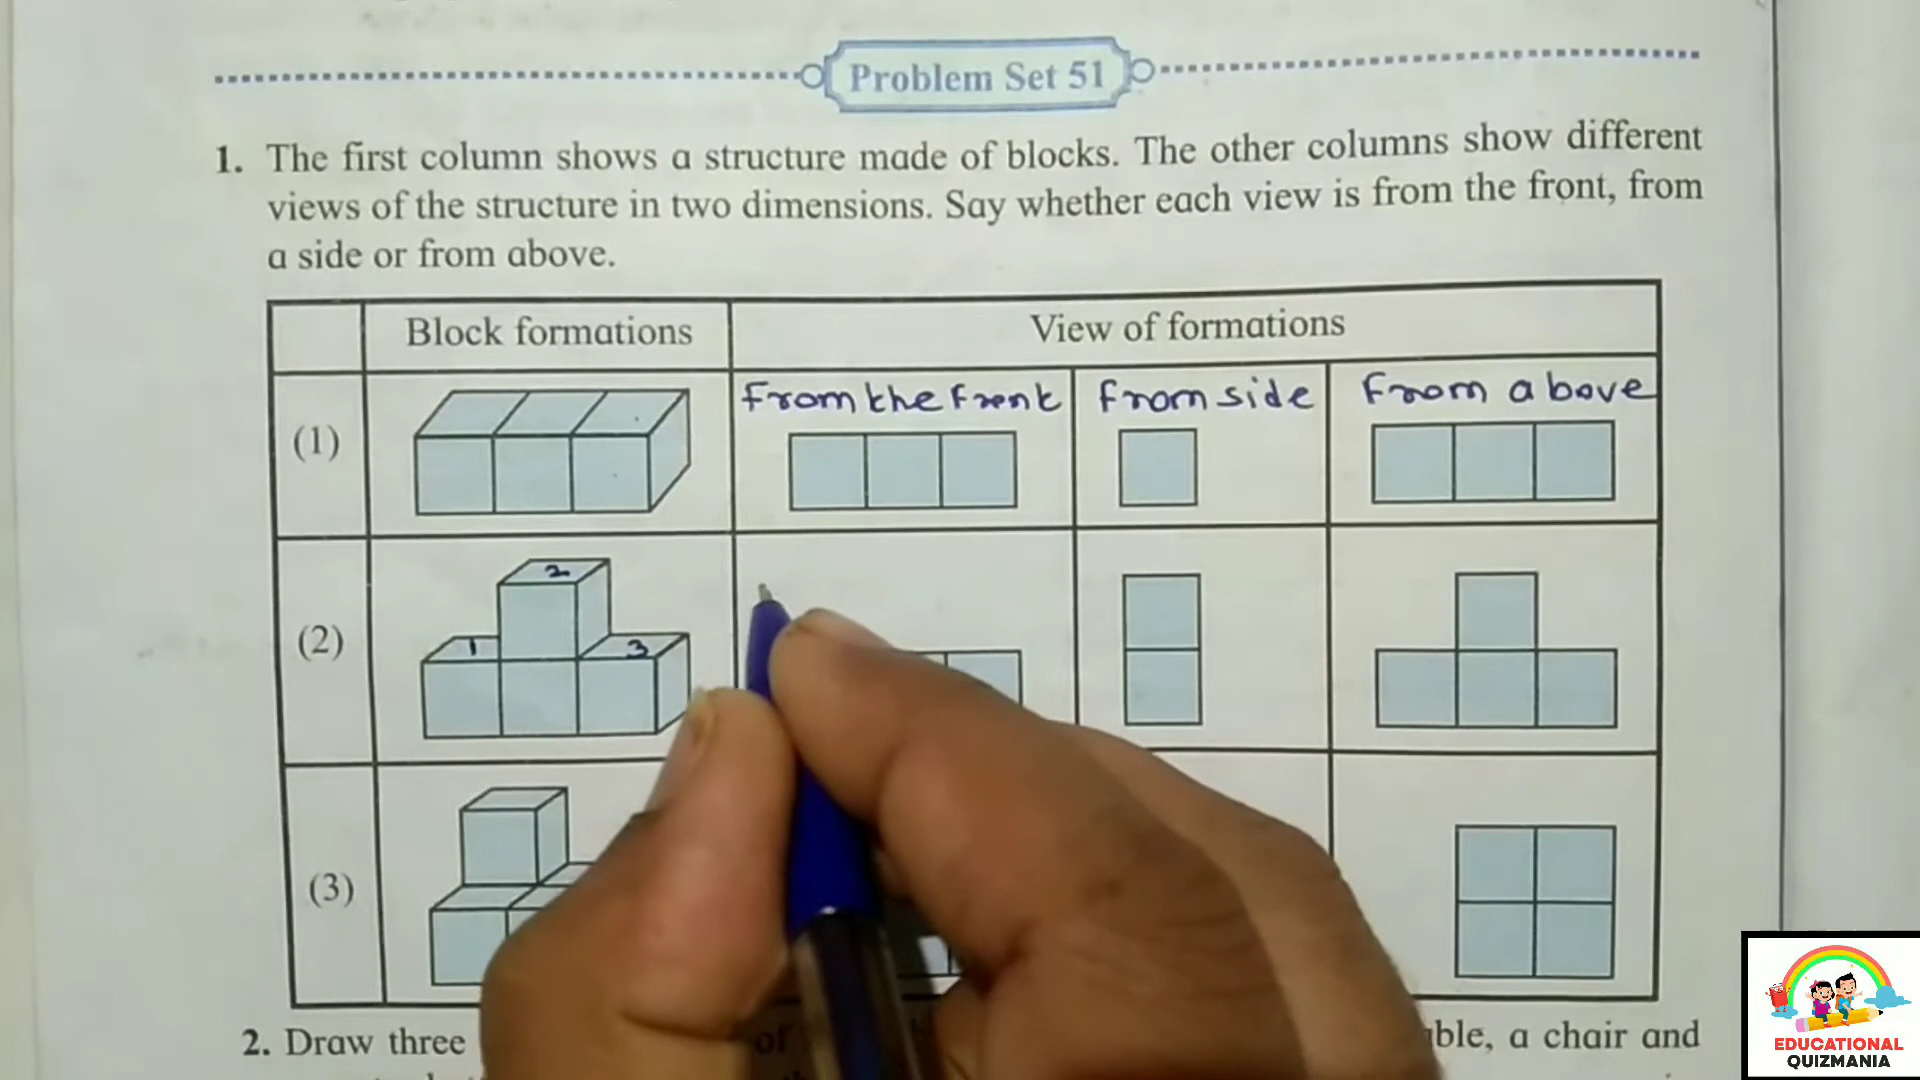 Problem Set 51
1. The first column shows a structure made of blocks. The other columns show different
views of the structure in two dimensions. Say whether each view is from the front, from
a side or from above.
Block formations View of formations
From the Front From side From above
(1)
(2) 1 2 3
(3)
2. Draw three of a chair and
EDUCATIONAL
QUIZMANIA